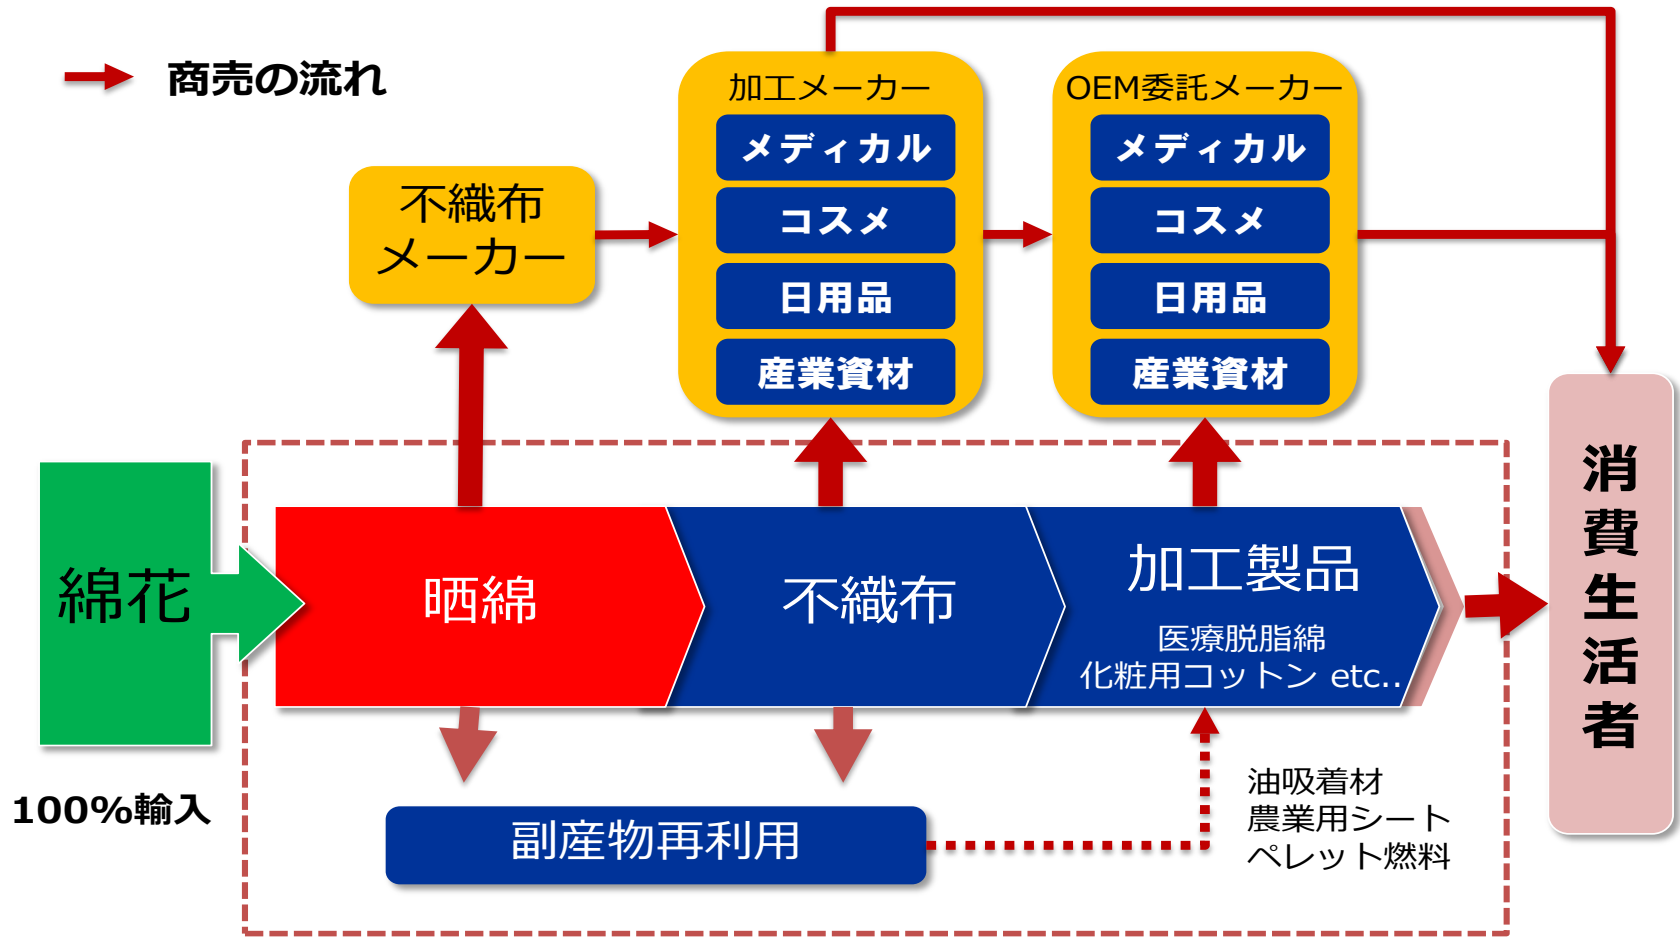 商売の流れ
加工メーカー
メディカル
コスメ
日用品
産業資材
OEM委託メーカー
メディカル
コスメ
日用品
産業資材
不織布
メーカー
綿花
100%輸入
晒綿
不織布
加工製品
医療脱脂綿
化粧用コットン etc..
消費生活者
副産物再利用
油吸着材
農業用シート
ペレット燃料